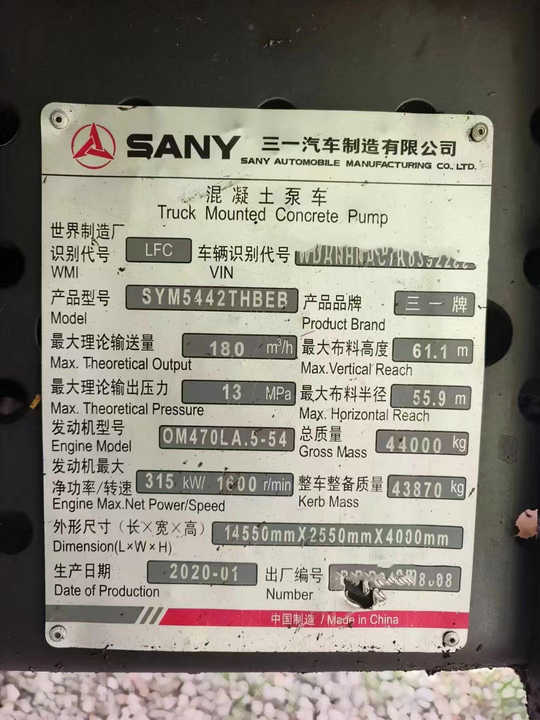 SANY 三一汽车制造有限公司
SANY AUTOMOBILE MANUFACTURING CO., LTD.
混凝土泵车
Truck Mounted Concrete Pump
世界制造厂
识别代号 LFC 车辆识别代号
WMI VIN
产品型号 SYM5442THBEB 产品品牌 三一牌
Model Product Brand
最大理论输送量 180 m³/h 最大布料高度 61.1 m
Max. Theoretical Output Max.Vertical Reach
最大理论输出压力 13 MPa 最大布料半径 55.9 m
Max. Theoretical Pressure Max. Horizontal Reach
发动机型号 OM470LA.5-54 总质量 44000 kg
Engine Model Gross Mass
发动机最大
净功率/转速 315 kW/ 1600 r/min 整车整备质量 43870 kg
Engine Max.Net Power/Speed Kerb Mass
外形尺寸（长×宽×高） 14550mmX2550mmX4000mm
Dimension(L×W×H)
生产日期 2020-01 出厂编号
Date of Production Number
中国制造 / Made in China